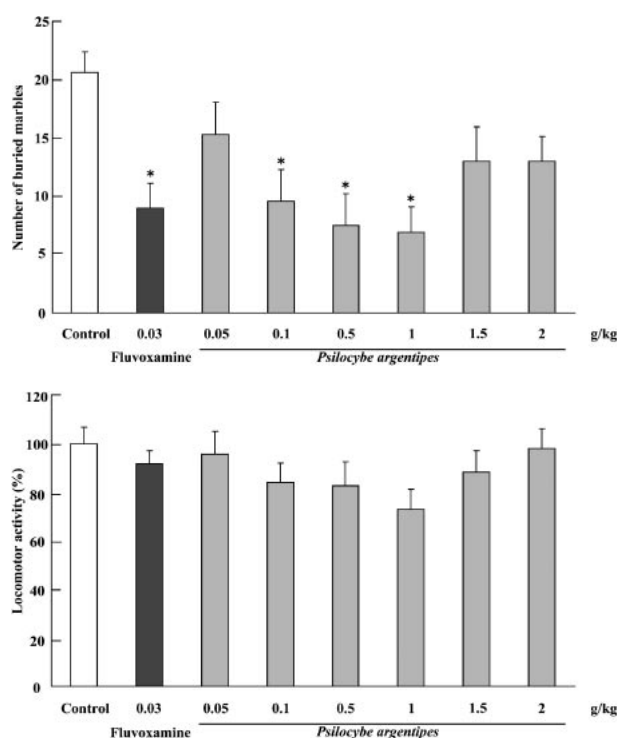 Number of buried marbles
25
20
15
10
5
0
*
*
*
*
Control 0.03 0.05 0.1 0.5 1 1.5 2 g/kg
Fluvoxamine Psilocybe argentipes
Locomotor activity (%)
120
100
80
60
40
20
0
Control 0.03 0.05 0.1 0.5 1 1.5 2 g/kg
Fluvoxamine Psilocybe argentipes